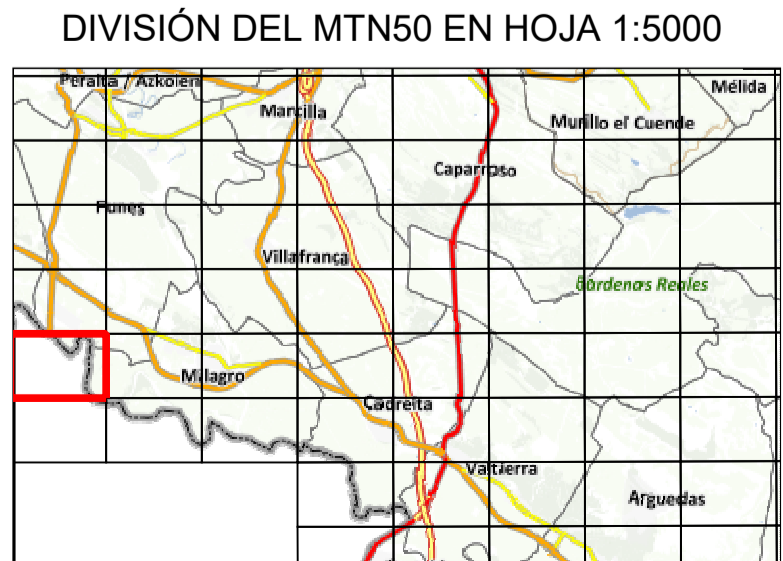 DIVISIÓN DEL MTN50 EN HOJA 1:5000
Peralta / Azkoien
Mélida
Marcilla
Murillo el Cuende
Caparroso
Funes
Villafranca
Bardenas Reales
Milagro
Cadreita
Valtierra
Arguedas